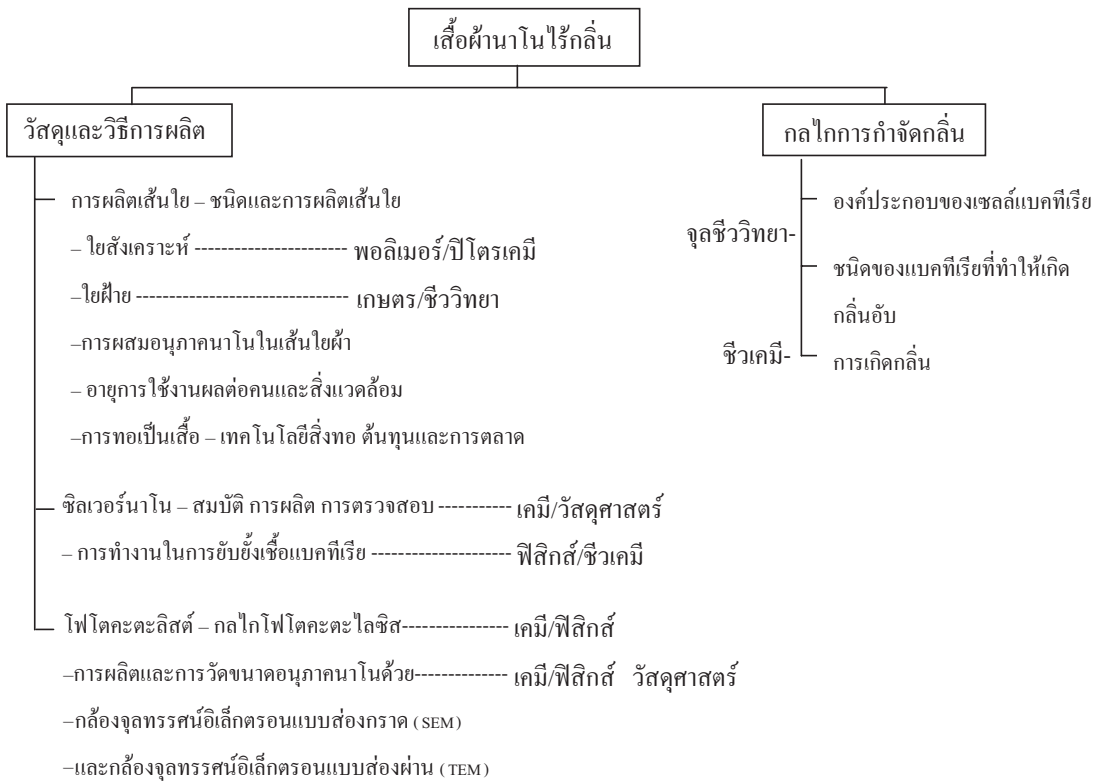 เสื้อผ้านาโนไร้กลิ่น
วัสดุและวิธีการผลิต
การผลิตเส้นใย – ชนิดและการผลิตเส้นใย
– ใยสังเคราะห์ ----------------------- พอลิเมอร์/ปิโตรเคมี
–ใยฝ้าย -------------------------------- เกษตร/ชีววิทยา
–การผสมอนุภาคนาโนในเส้นใยผ้า
– อายุการใช้งานผลต่อคนและสิ่งแวดล้อม
–การทอเป็นเสื้อ – เทคโนโลยีสิ่งทอ ต้นทุนและการตลาด
ซิลเวอร์นาโน – สมบัติ การผลิต การตรวจสอบ ----------- เคมี/วัสดุศาสตร์
– การทำงานในการยับยั้งเชื้อแบคทีเรีย --------------------- ฟิสิกส์/ชีวเคมี
โฟโตคะตะลิสต์ – กลไกโฟโตคะตะไลซิส---------------- เคมี/ฟิสิกส์
–การผลิตและการวัดขนาดอนุภาคนาโนด้วย-------------- เคมี/ฟิสิกส์ วัสดุศาสตร์
–กล้องจุลทรรศน์อิเล็กตรอนแบบส่องกราด (SEM)
–และกล้องจุลทรรศน์อิเล็กตรอนแบบส่องผ่าน (TEM)
กลไกการกำจัดกลิ่น
องค์ประกอบของเซลล์แบคทีเรีย
จุลชีววิทยา-
ชนิดของแบคทีเรียที่ทำให้เกิด
กลิ่นอับ
ชีวเคมี-
การเกิดกลิ่น